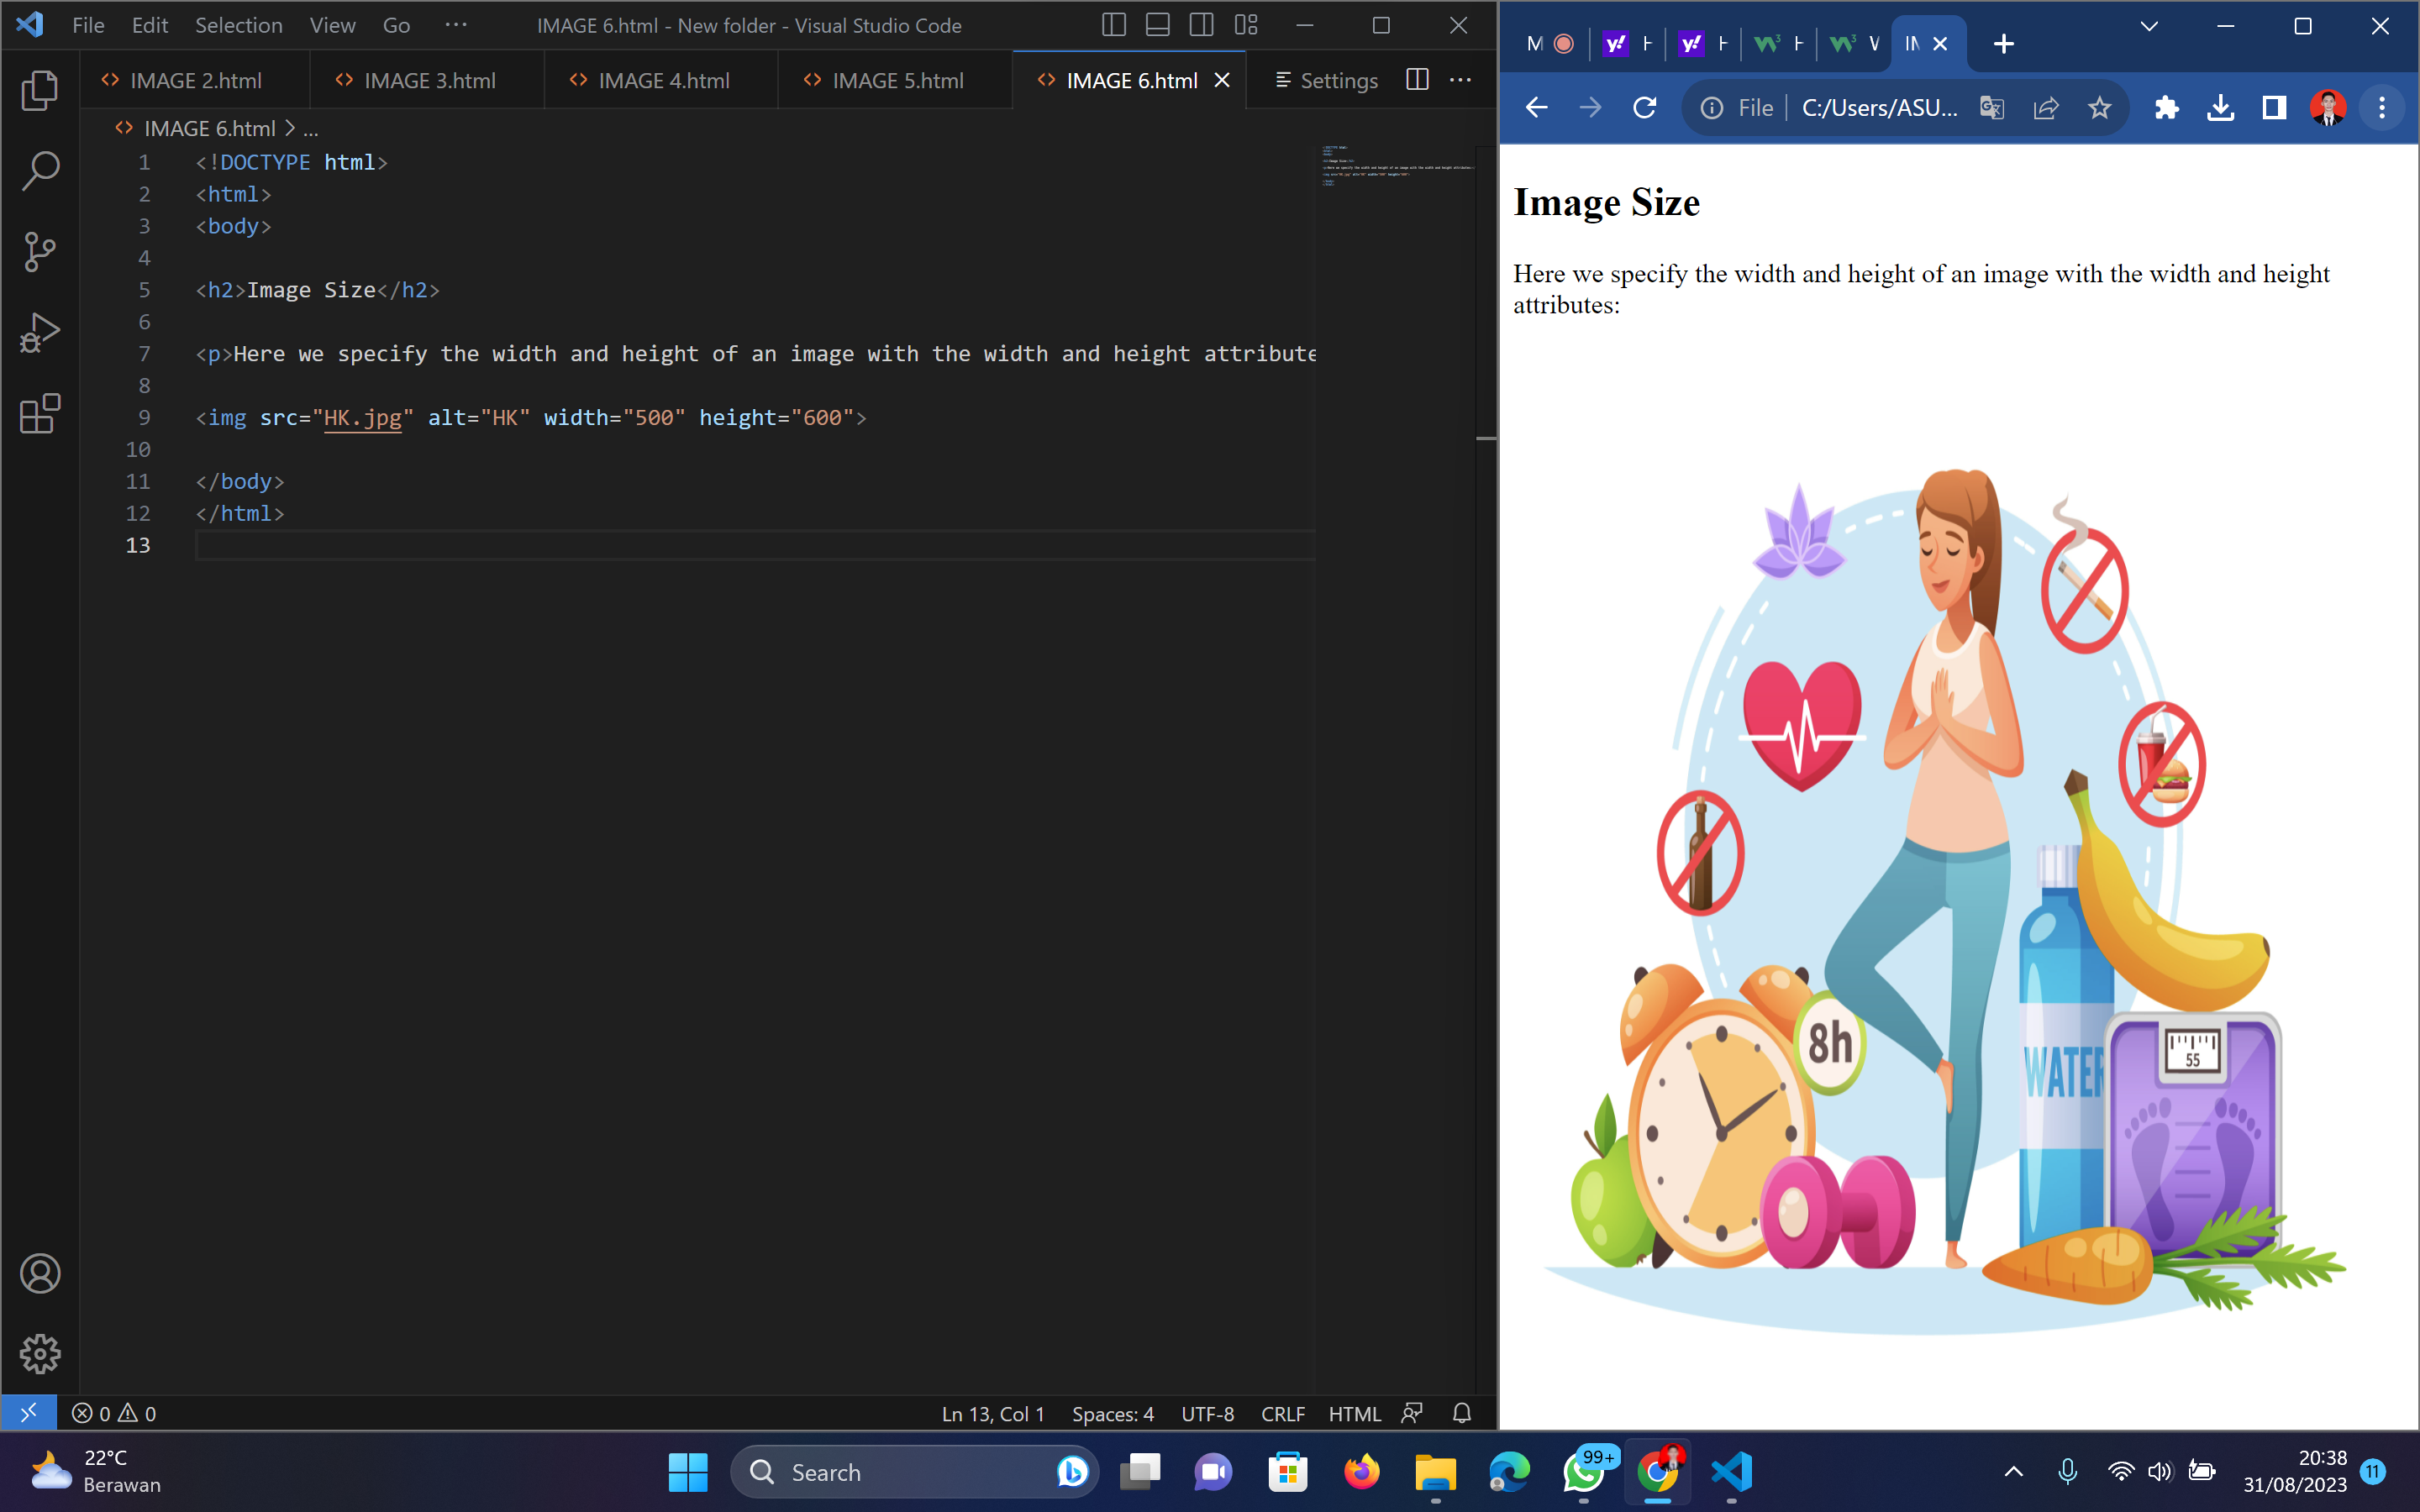 File Edit Selection View Go ··· IMAGE 6.html - New folder - Visual Studio Code
IMAGE 2.html IMAGE 3.html IMAGE 4.html IMAGE 5.html IMAGE 6.html Settings ···
IMAGE 6.html > ...
1 <!DOCTYPE html>
2 <html>
3 <body>
4
5 <h2>Image Size</h2>
6
7 <p>Here we specify the width and height of an image with the width and height attribute
8
9 <img src="HK.jpg" alt="HK" width="500" height="600">
10
11 </body>
12 </html>
13
0 0 Ln 13, Col 1 Spaces: 4 UTF-8 CRLF HTML
M y! y! W IM
File C:/Users/ASU...
Image Size
Here we specify the width and height of an image with the width and height
attributes:
8h
55
WATER
22°C
Berawan
Search
99+
20:38
31/08/2023
11